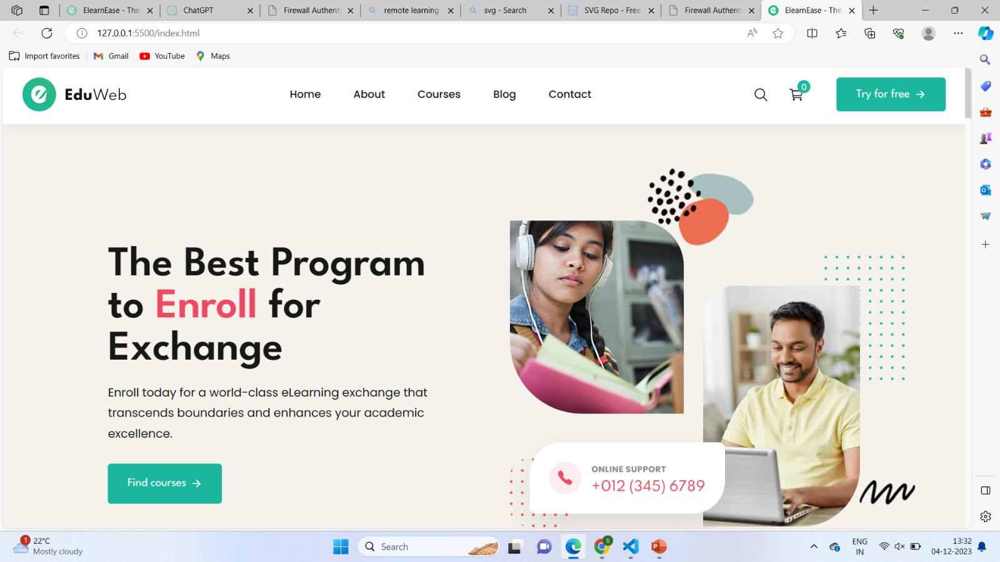 ElearnEase - The
ChatGPT
Firewall Authenti
remote learning
svg - Search
SVG Repo - Free
Firewall Authenti
ElearnEase - The
127.0.0.1:5500/index.html
Import favorites
Gmail
YouTube
Maps
EduWeb
Home
About
Courses
Blog
Contact
0
Try for free →
The Best Program
to Enroll for
Exchange
Enroll today for a world-class eLearning exchange that
transcends boundaries and enhances your academic
excellence.
Find courses →
ONLINE SUPPORT
+012 (345) 6789
1
22°C
Mostly cloudy
Search
S
ENG
IN
13:32
04-12-2023